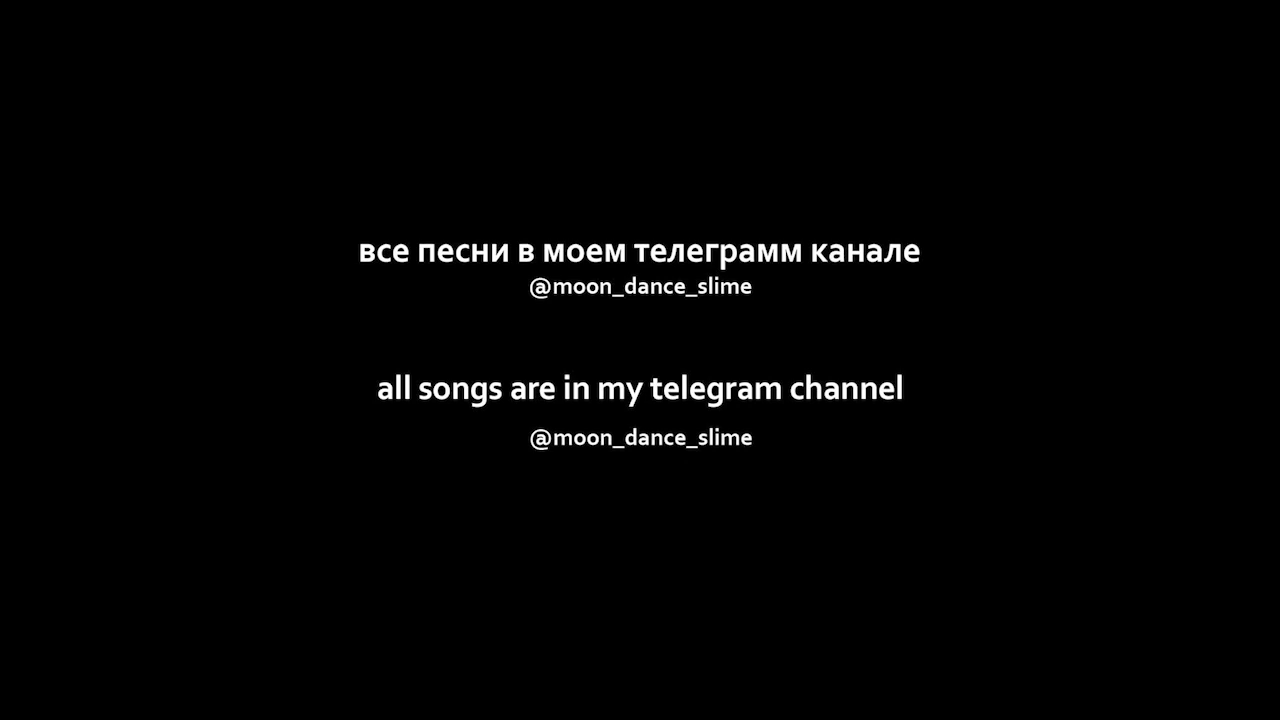 все песни в моем телеграмм канале
@moon_dance_slime
all songs are in my telegram channel
@moon_dance_slime